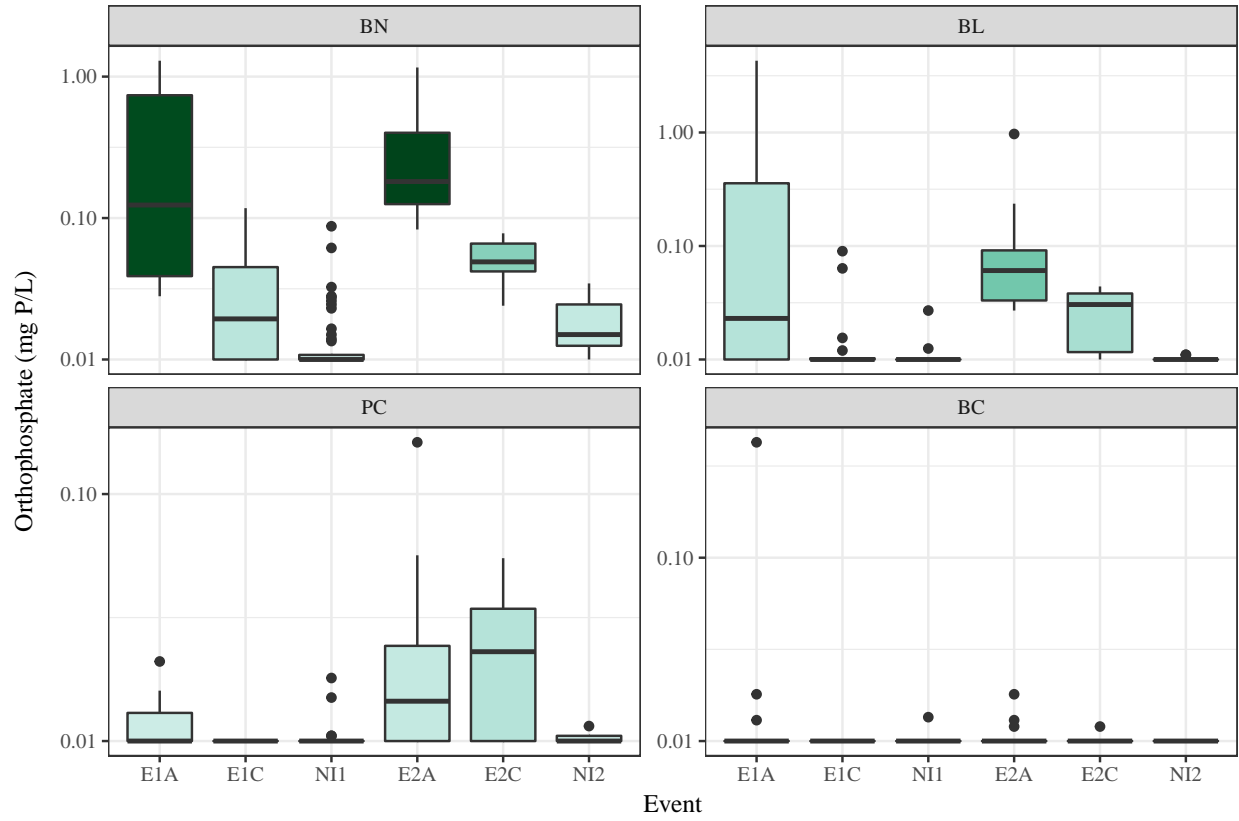 BN
BL
1.00
0.10
0.01
1.00
0.10
0.01
PC
BC
0.10
0.01
0.10
0.01
E1A E1C NI1 E2A E2C NI2
E1A E1C NI1 E2A E2C NI2
Orthophosphate (mg P/L)
Event